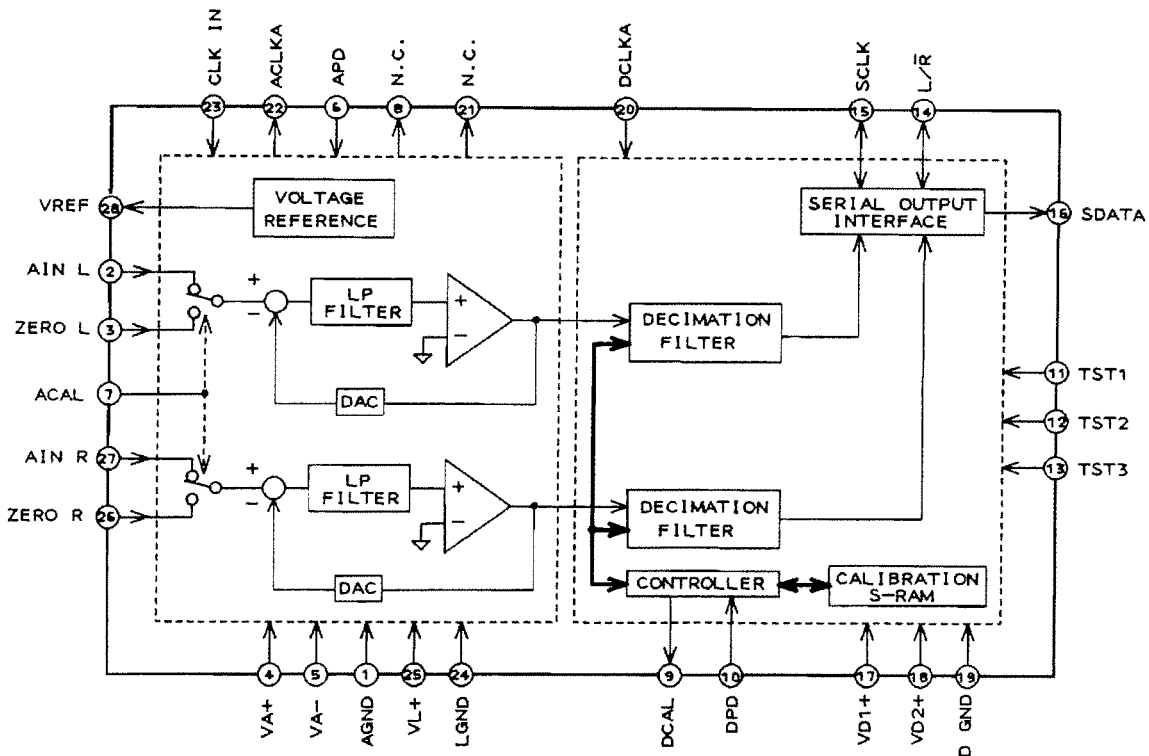 CLK IN
ACLKA
APD
N.C.
N.C.
DCLKA
SCLK
L/R̅
23
22
6
8
21
20
15
14
VREF
28
VOLTAGE
REFERENCE
SERIAL OUTPUT
INTERFACE
16
SDATA
AIN L
2
+
−
LP
FILTER
+
−
DECIMATION
FILTER
ZERO L
3
11
TST1
ACAL
7
DAC
12
TST2
AIN R
27
+
−
LP
FILTER
+
−
DECIMATION
FILTER
13
TST3
ZERO R
26
DAC
CONTROLLER
CALIBRATION
S-RAM
4
5
1
25
24
9
10
17
18
19
VA+
VA-
AGND
VL+
LGND
DCAL
DPD
VD1+
VD2+
D GND